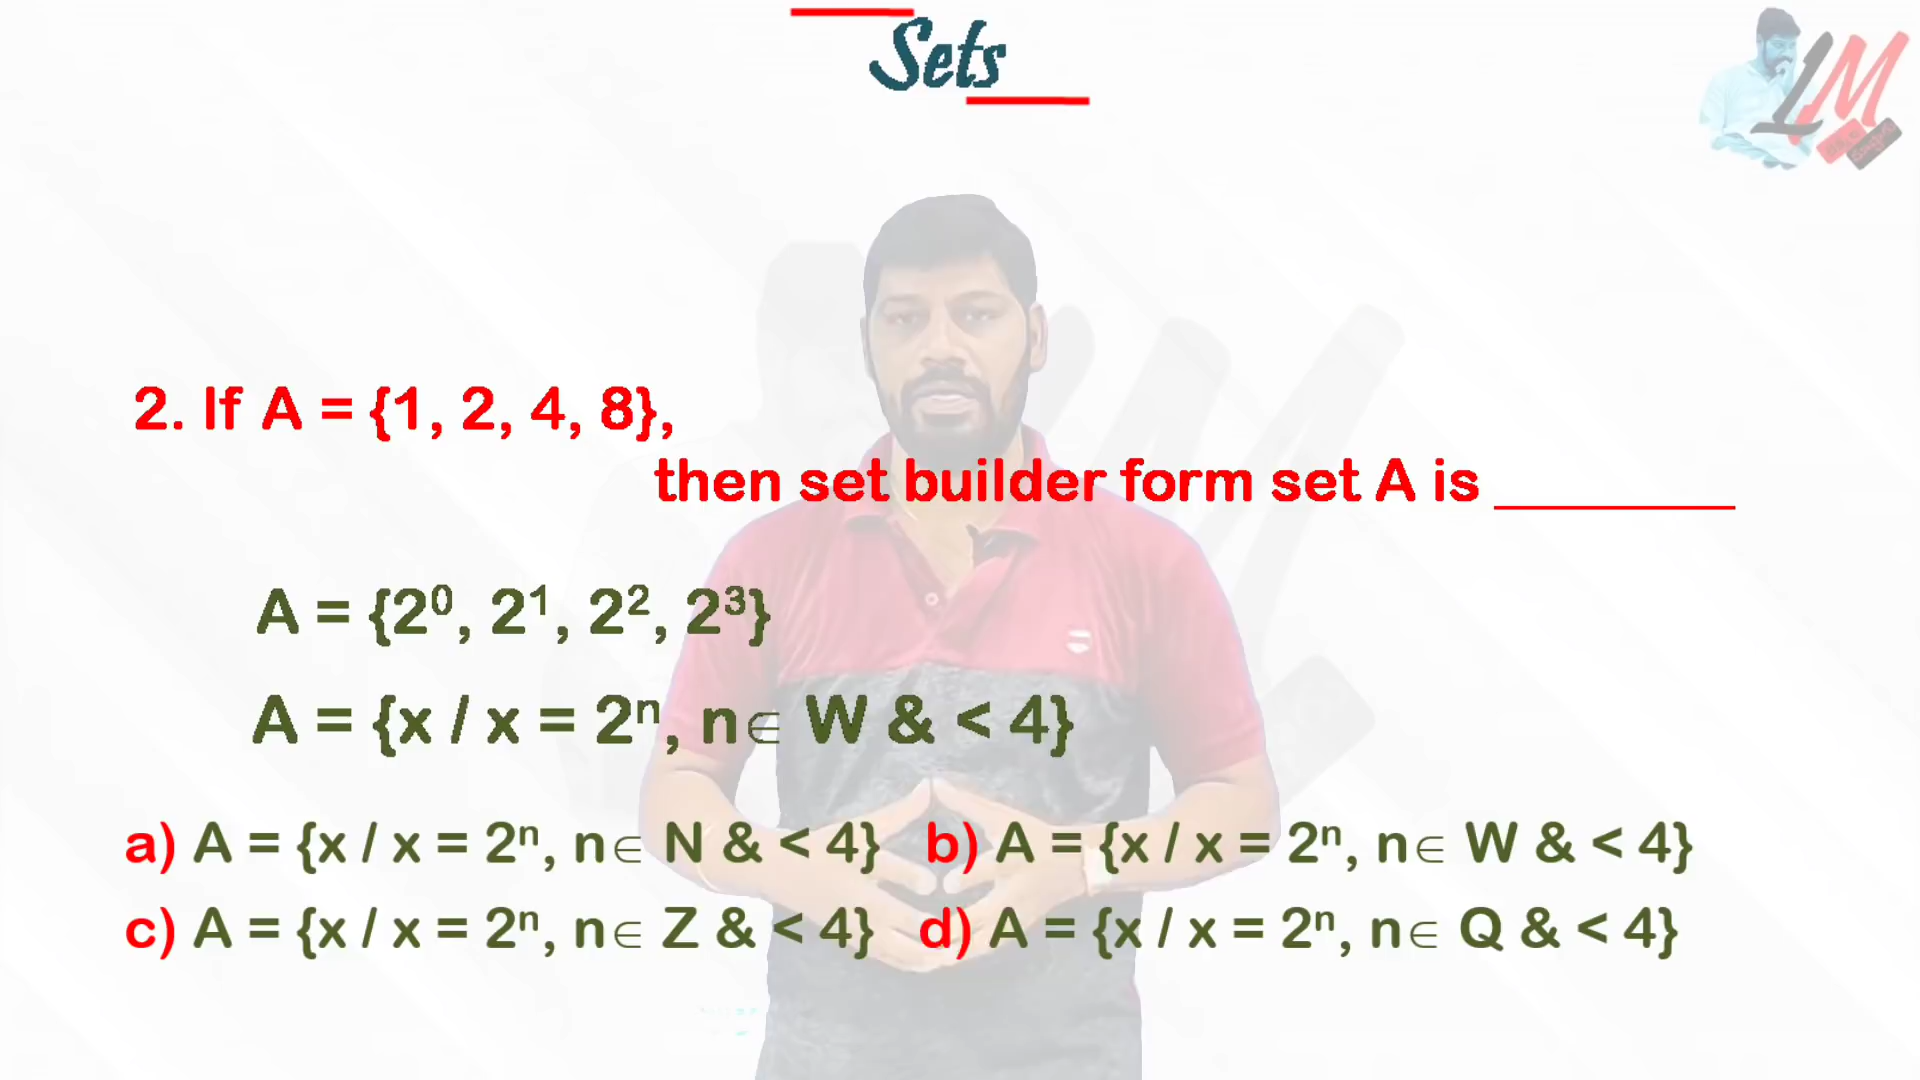 Sets
LM
2. If A = {1, 2, 4, 8},
then set builder form set A is ________
A = {2⁰, 2¹, 2², 2³}
A = {x / x = 2ⁿ, n∈ W & < 4}
a) A = {x / x = 2ⁿ, n∈ N & < 4} b) A = {x / x = 2ⁿ, n∈ W & < 4}
c) A = {x / x = 2ⁿ, n∈ Z & < 4} d) A = {x / x = 2ⁿ, n∈ Q & < 4}